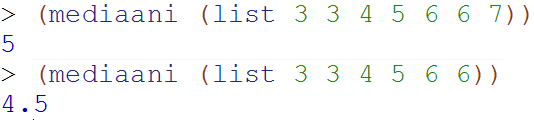 > (mediaani (list 3 3 4 5 6 6 7))
5
> (mediaani (list 3 3 4 5 6 6))
4.5